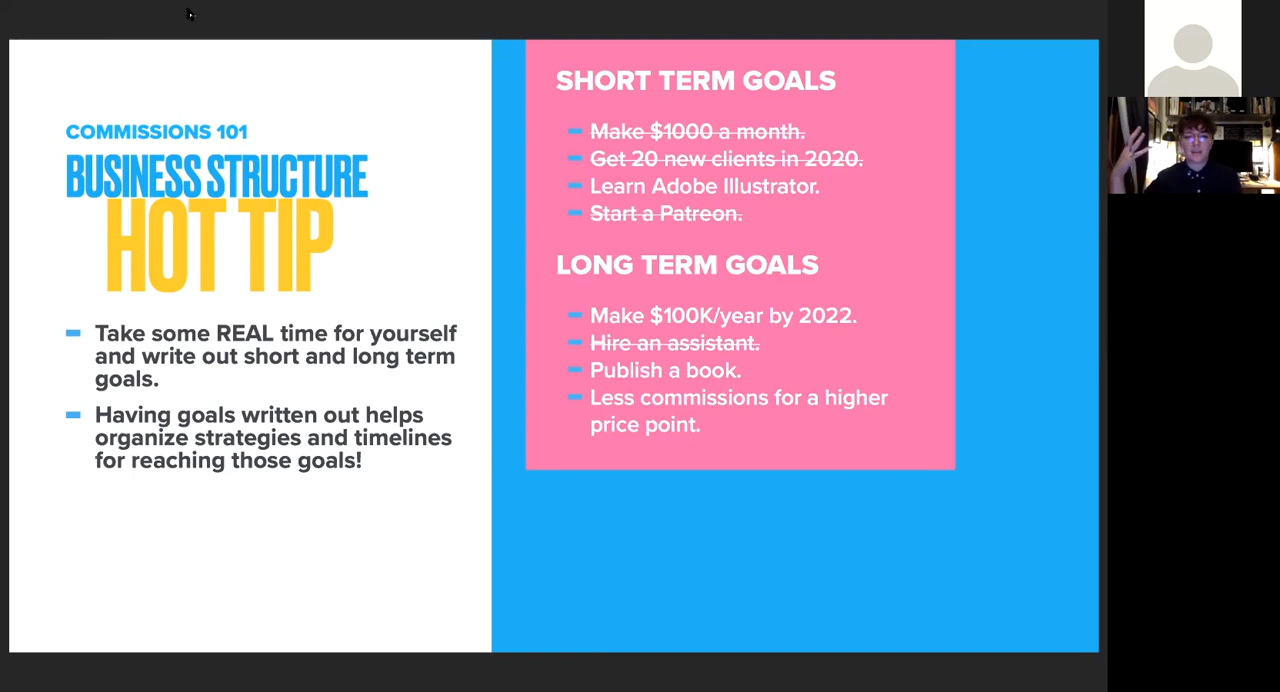 COMMISSIONS 101
BUSINESS STRUCTURE
HOT TIP
Take some REAL time for yourself
and write out short and long term
goals.
Having goals written out helps
organize strategies and timelines
for reaching those goals!
SHORT TERM GOALS
Make $1000 a month.
Get 20 new clients in 2020.
Learn Adobe Illustrator.
Start a Patreon.
LONG TERM GOALS
Make $100K/year by 2022.
Hire an assistant.
Publish a book.
Less commissions for a higher
price point.